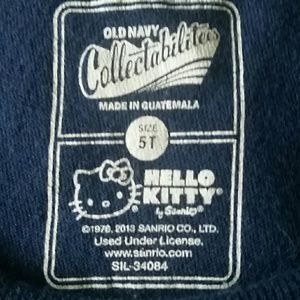 OLD NAVY
Collectabilitees
MADE IN GUATEMALA
SIZE
5T
HELLO
KITTY®
by Sanrio®
©1976, 2013 SANRIO CO., LTD.
Used Under License.
www.sanrio.com
SIL-34084